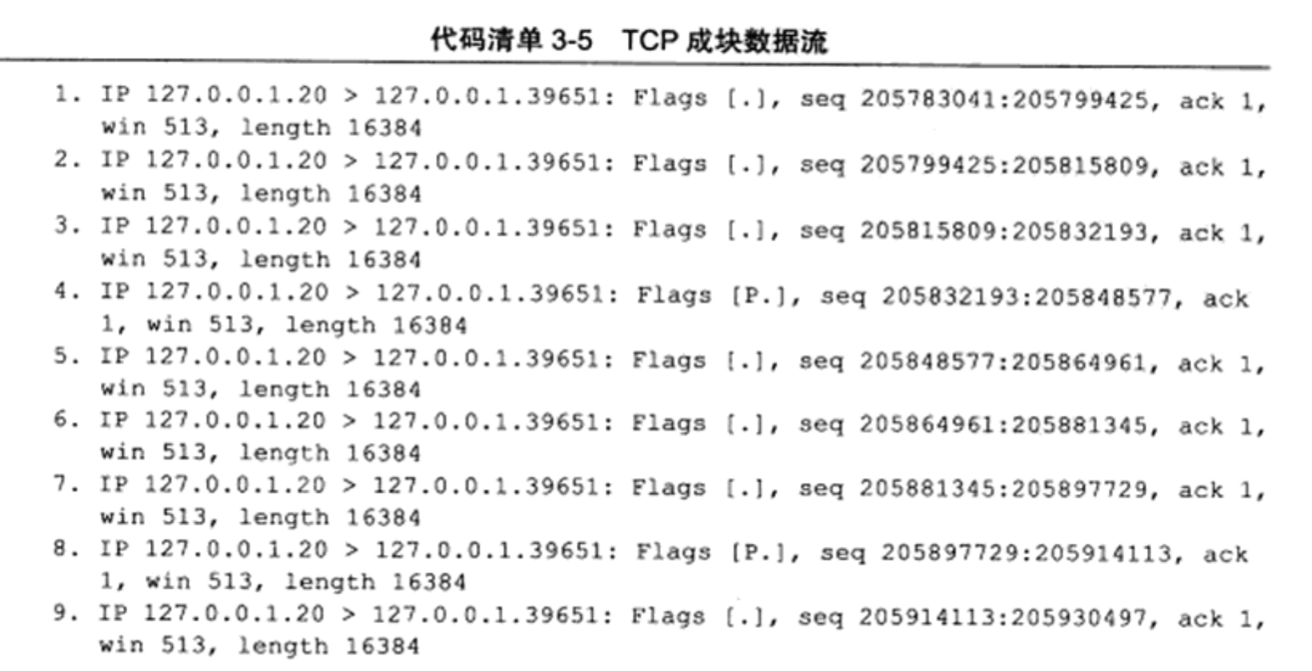 代码清单 3-5 TCP 成块数据流
1. IP 127.0.0.1.20 > 127.0.0.1.39651: Flags [.], seq 205783041:205799425, ack 1,
win 513, length 16384
2. IP 127.0.0.1.20 > 127.0.0.1.39651: Flags [.], seq 205799425:205815809, ack 1,
win 513, length 16384
3. IP 127.0.0.1.20 > 127.0.0.1.39651: Flags [.], seq 205815809:205832193, ack 1,
win 513, length 16384
4. IP 127.0.0.1.20 > 127.0.0.1.39651: Flags [P.], seq 205832193:205848577, ack
1, win 513, length 16384
5. IP 127.0.0.1.20 > 127.0.0.1.39651: Flags [.], seq 205848577:205864961, ack 1,
win 513, length 16384
6. IP 127.0.0.1.20 > 127.0.0.1.39651: Flags [.], seq 205864961:205881345, ack 1,
win 513, length 16384
7. IP 127.0.0.1.20 > 127.0.0.1.39651: Flags [.], seq 205881345:205897729, ack 1,
win 513, length 16384
8. IP 127.0.0.1.20 > 127.0.0.1.39651: Flags [P.], seq 205897729:205914113, ack
1, win 513, length 16384
9. IP 127.0.0.1.20 > 127.0.0.1.39651: Flags [.], seq 205914113:205930497, ack 1,
win 513, length 16384